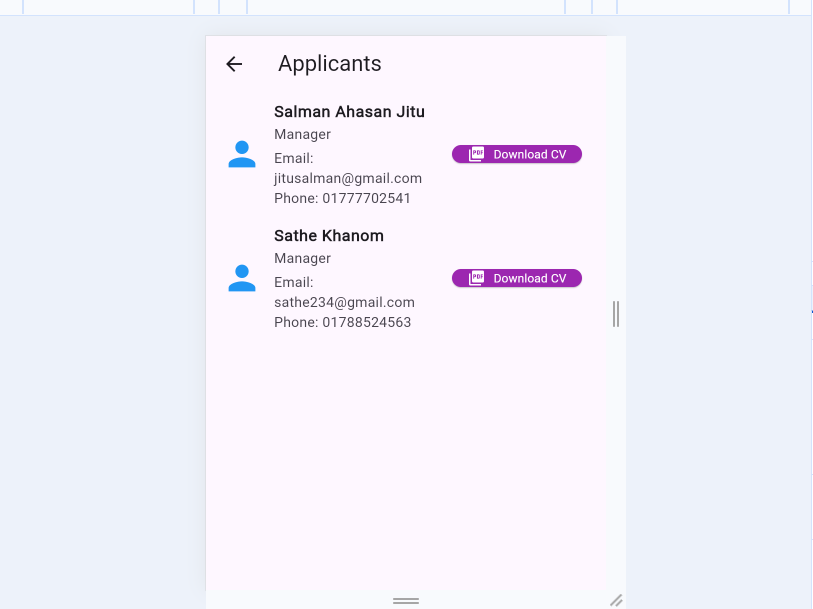 Applicants
Salman Ahasan Jitu
Manager
Email:
jitusalman@gmail.com
Phone: 01777702541
PDF Download CV
Sathe Khanom
Manager
Email:
sathe234@gmail.com
Phone: 01788524563
PDF Download CV